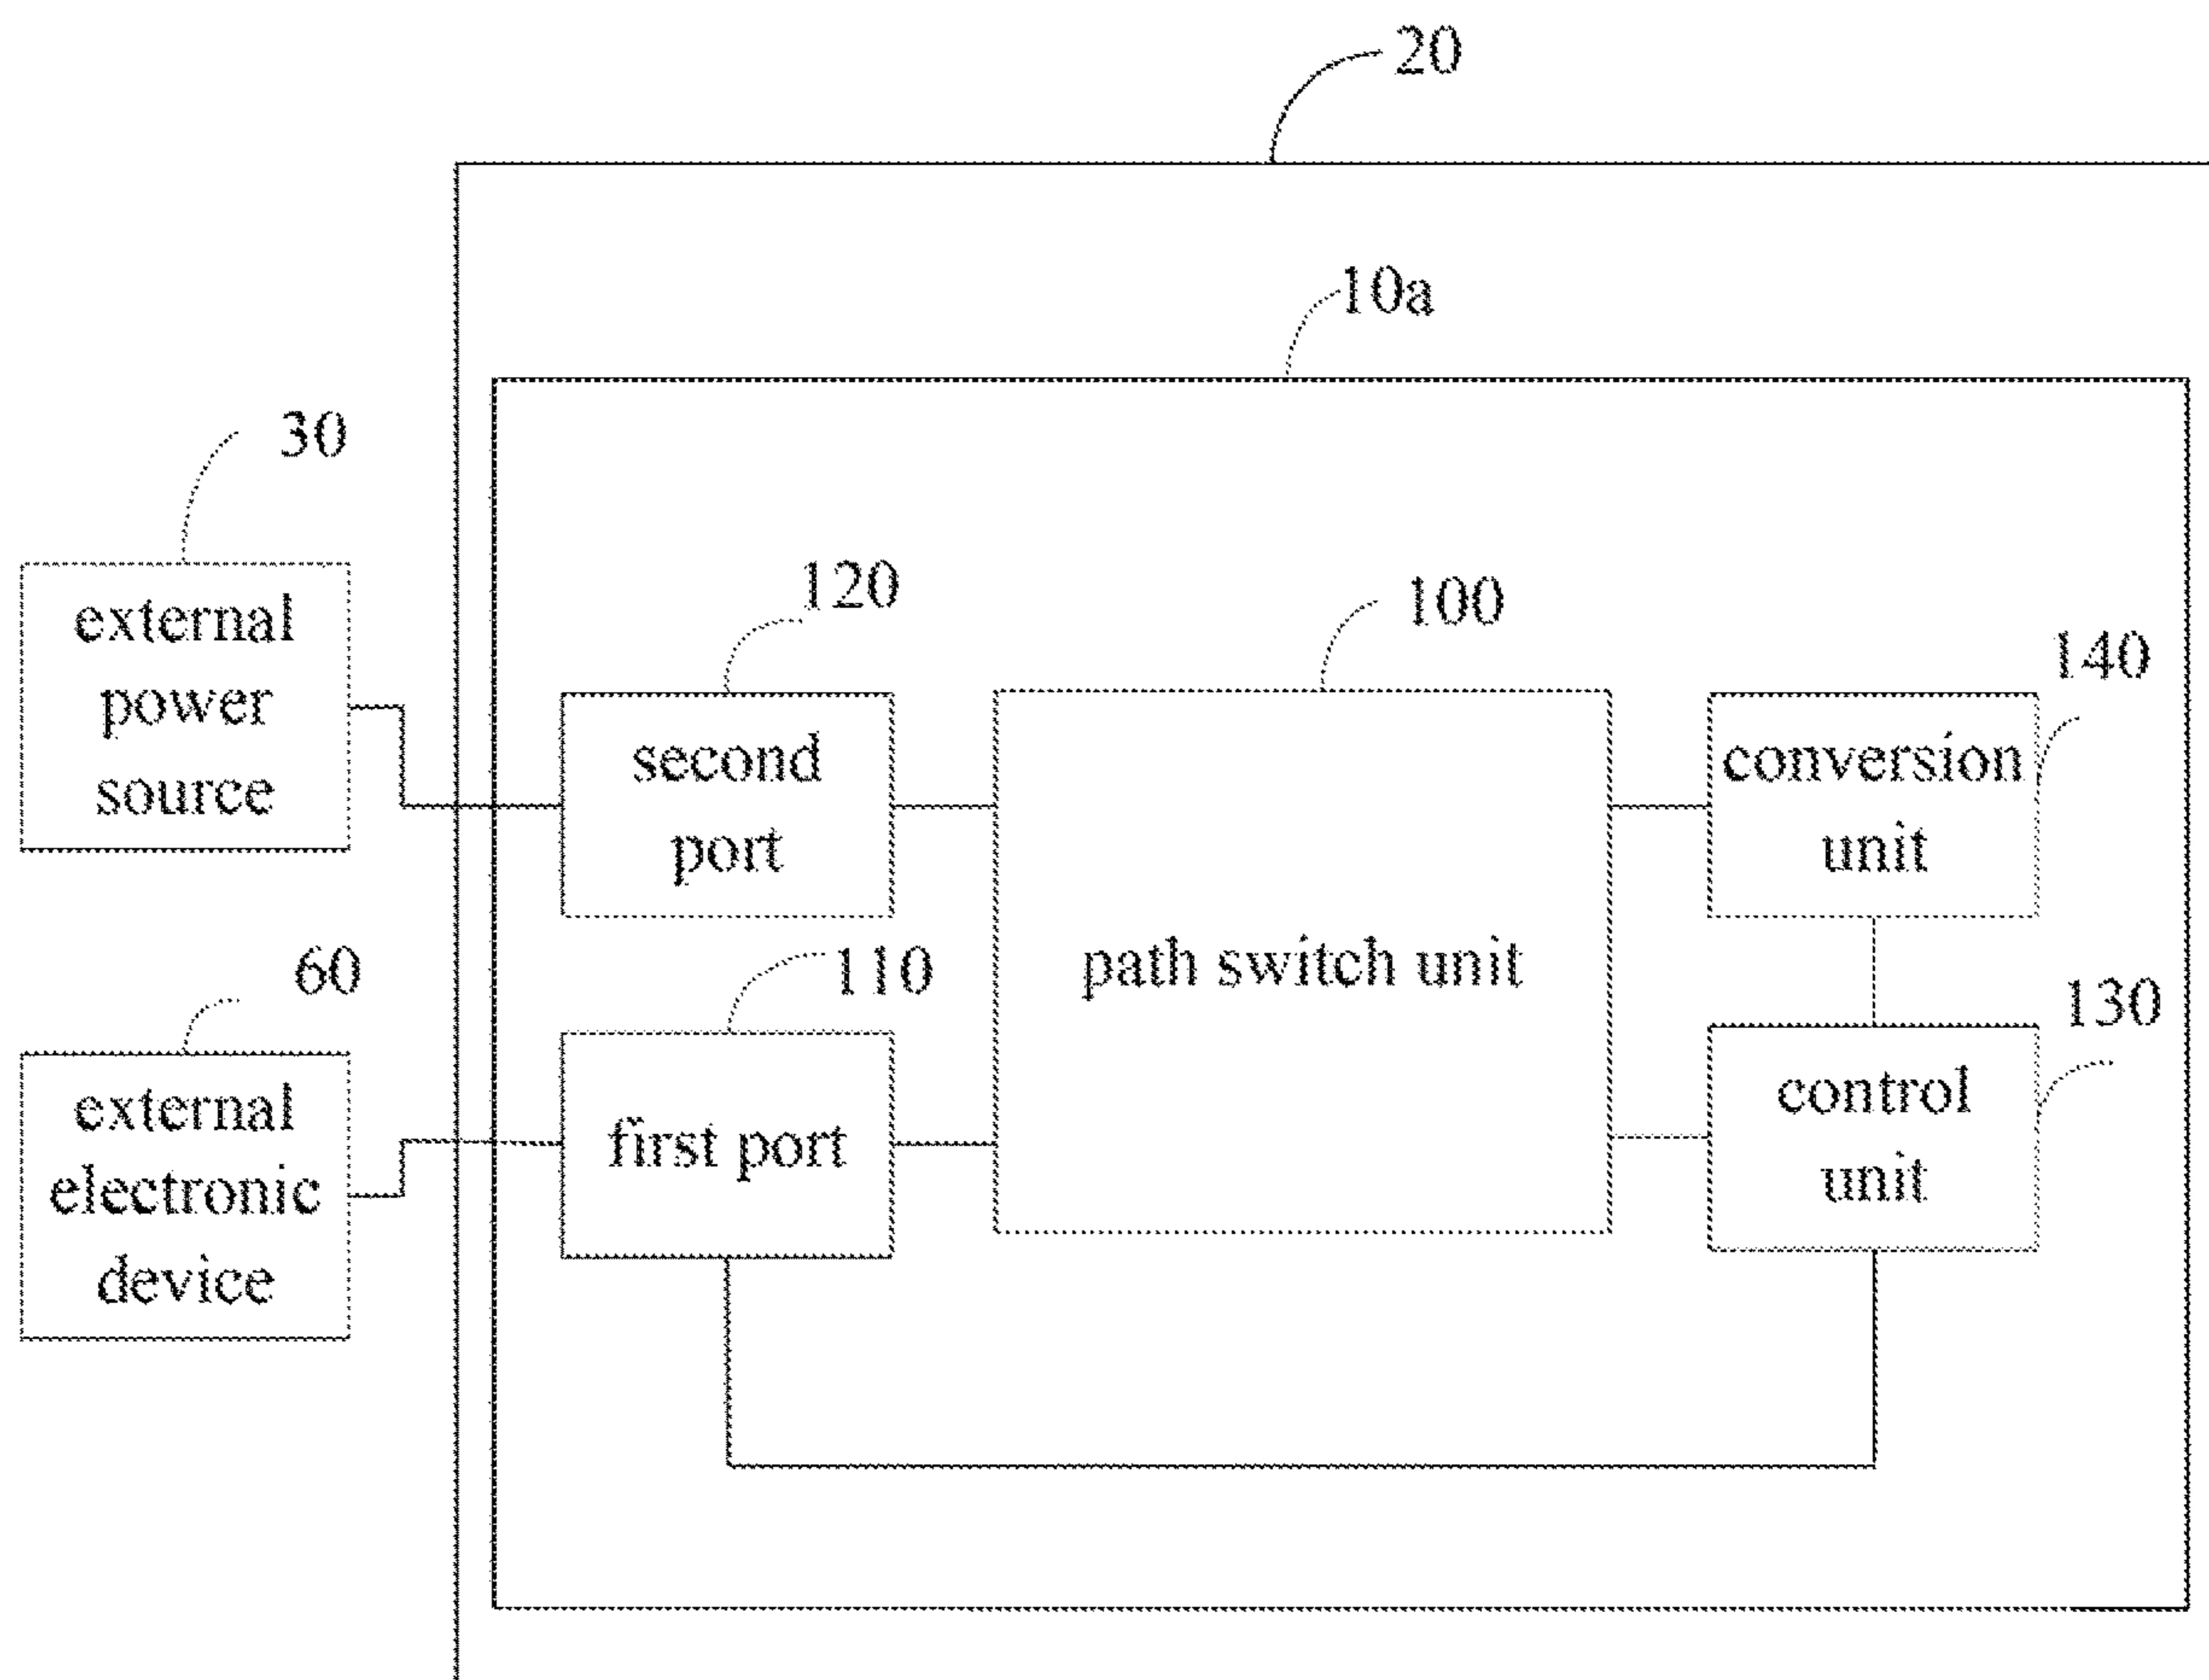 20
10a
30
external
power
source
120
second
port
100
path switch unit
140
conversion
unit
60
external
electronic
device
110
first port
130
control
unit